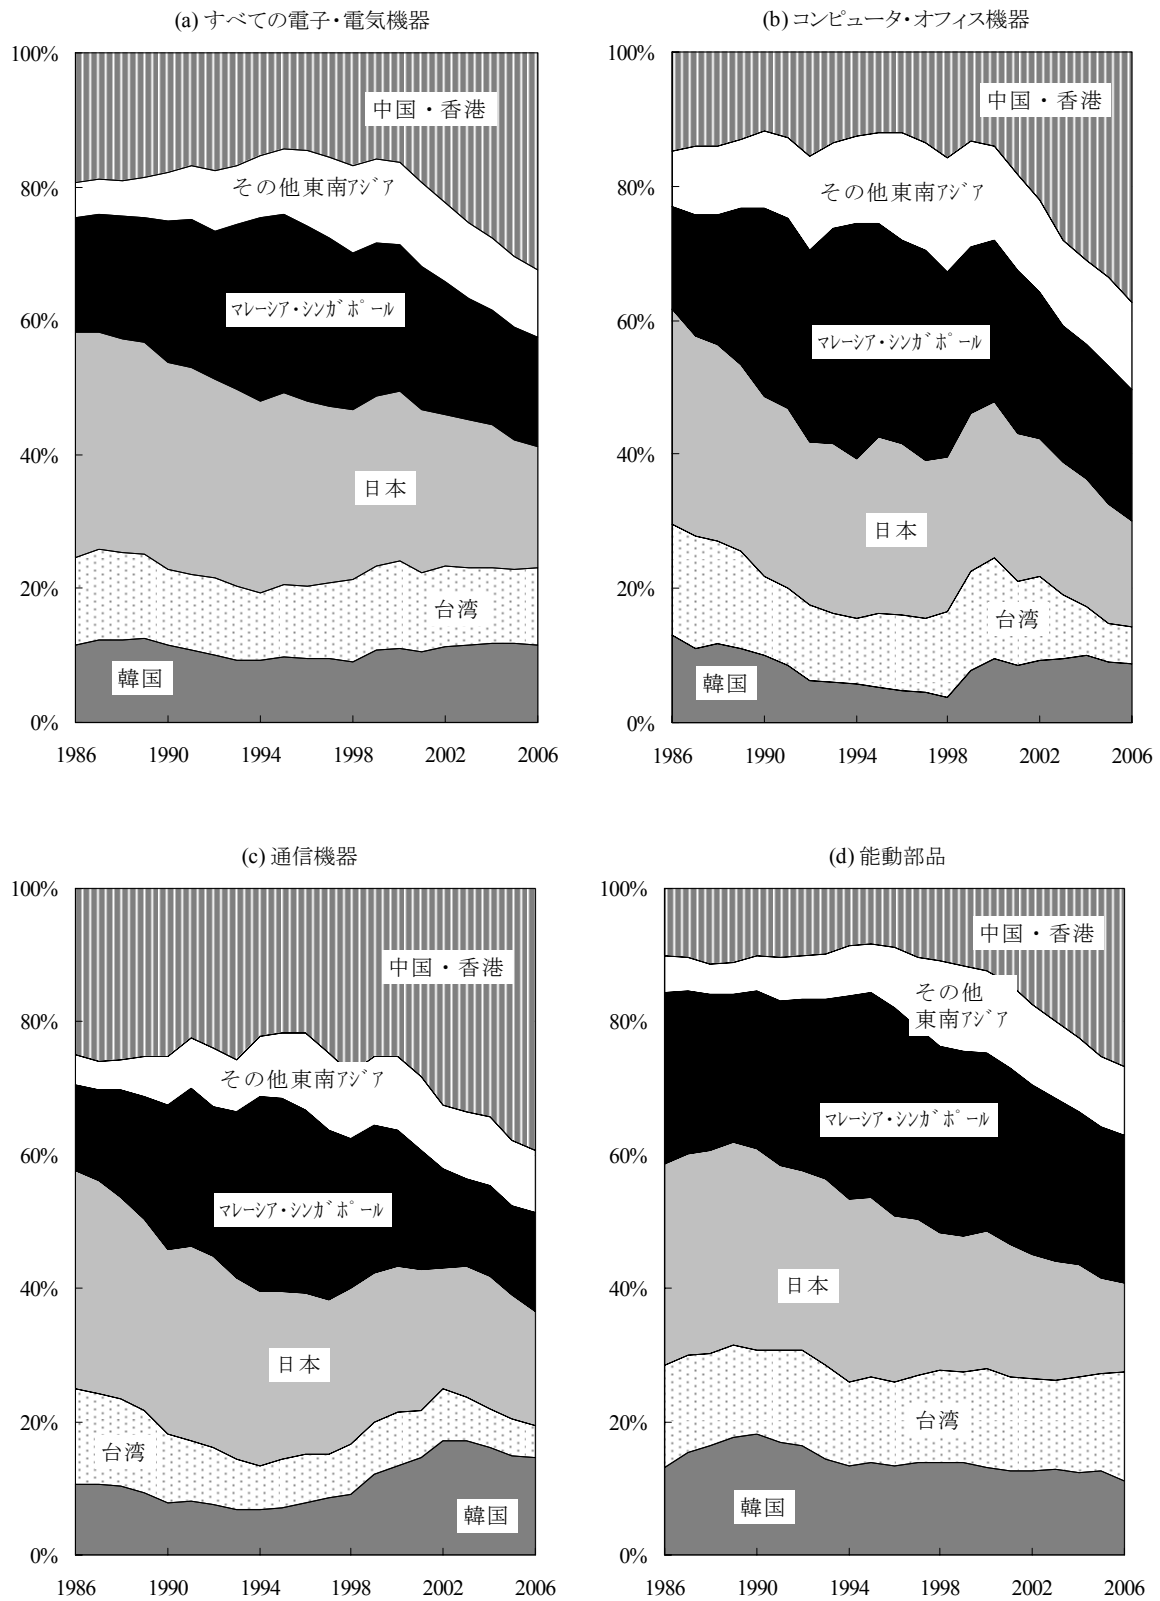 (a) すべての電子・電気機器
100%
80%
60%
40%
20%
0%
中国・香港
その他東南ｱｼﾞｱ
ﾏﾚｰｼｱ・ｼﾝｶﾞﾎﾟｰﾙ
日本
台湾
韓国
1986 1990 1994 1998 2002 2006
(b) コンピュータ・オフィス機器
100%
80%
60%
40%
20%
0%
中国・香港
その他東南ｱｼﾞｱ
ﾏﾚｰｼｱ・ｼﾝｶﾞﾎﾟｰﾙ
日本
台湾
韓国
1986 1990 1994 1998 2002 2006
(c) 通信機器
100%
80%
60%
40%
20%
0%
中国・香港
その他東南ｱｼﾞｱ
ﾏﾚｰｼｱ・ｼﾝｶﾞﾎﾟｰﾙ
日本
台湾
韓国
1986 1990 1994 1998 2002 2006
(d) 能動部品
100%
80%
60%
40%
20%
0%
中国・香港
その他
東南ｱｼﾞｱ
ﾏﾚｰｼｱ・ｼﾝｶﾞﾎﾟｰﾙ
日本
台湾
韓国
1986 1990 1994 1998 2002 2006